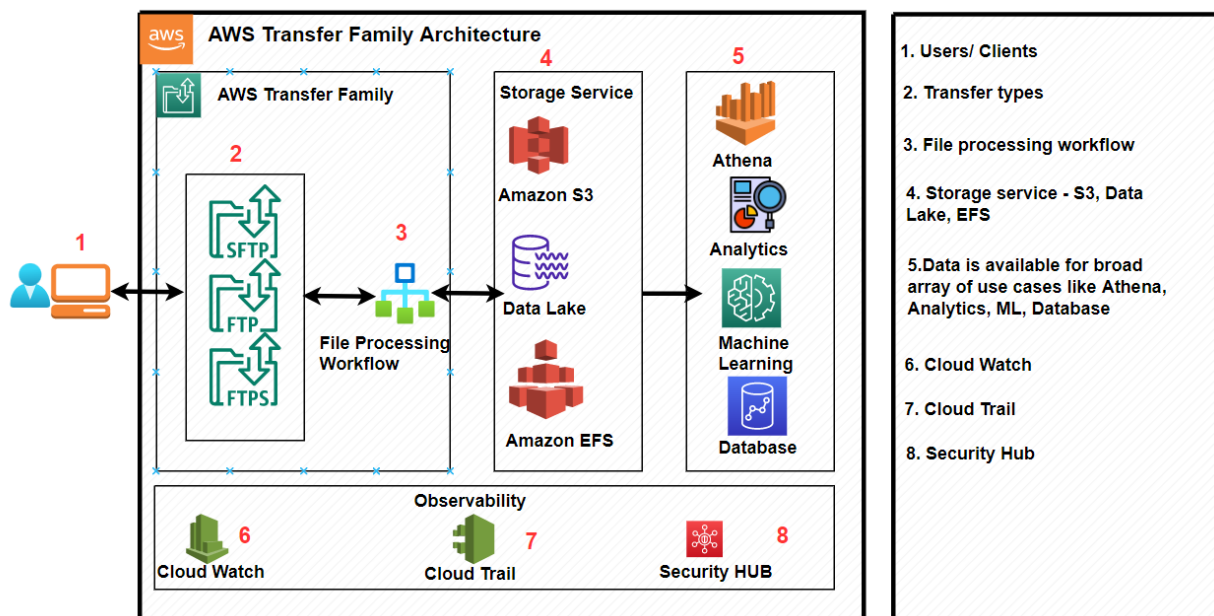 aws
AWS Transfer Family Architecture
AWS Transfer Family
1
2
SFTP
FTP
FTPS
3
File Processing
Workflow
4
Storage Service
Amazon S3
Data Lake
Amazon EFS
5
Athena
Analytics
Machine
Learning
Database
Observability
6
Cloud Watch
7
Cloud Trail
8
Security HUB
1. Users/ Clients
2. Transfer types
3. File processing workflow
4. Storage service - S3, Data
Lake, EFS
5.Data is available for broad
array of use cases like Athena,
Analytics, ML, Database
6. Cloud Watch
7. Cloud Trail
8. Security Hub